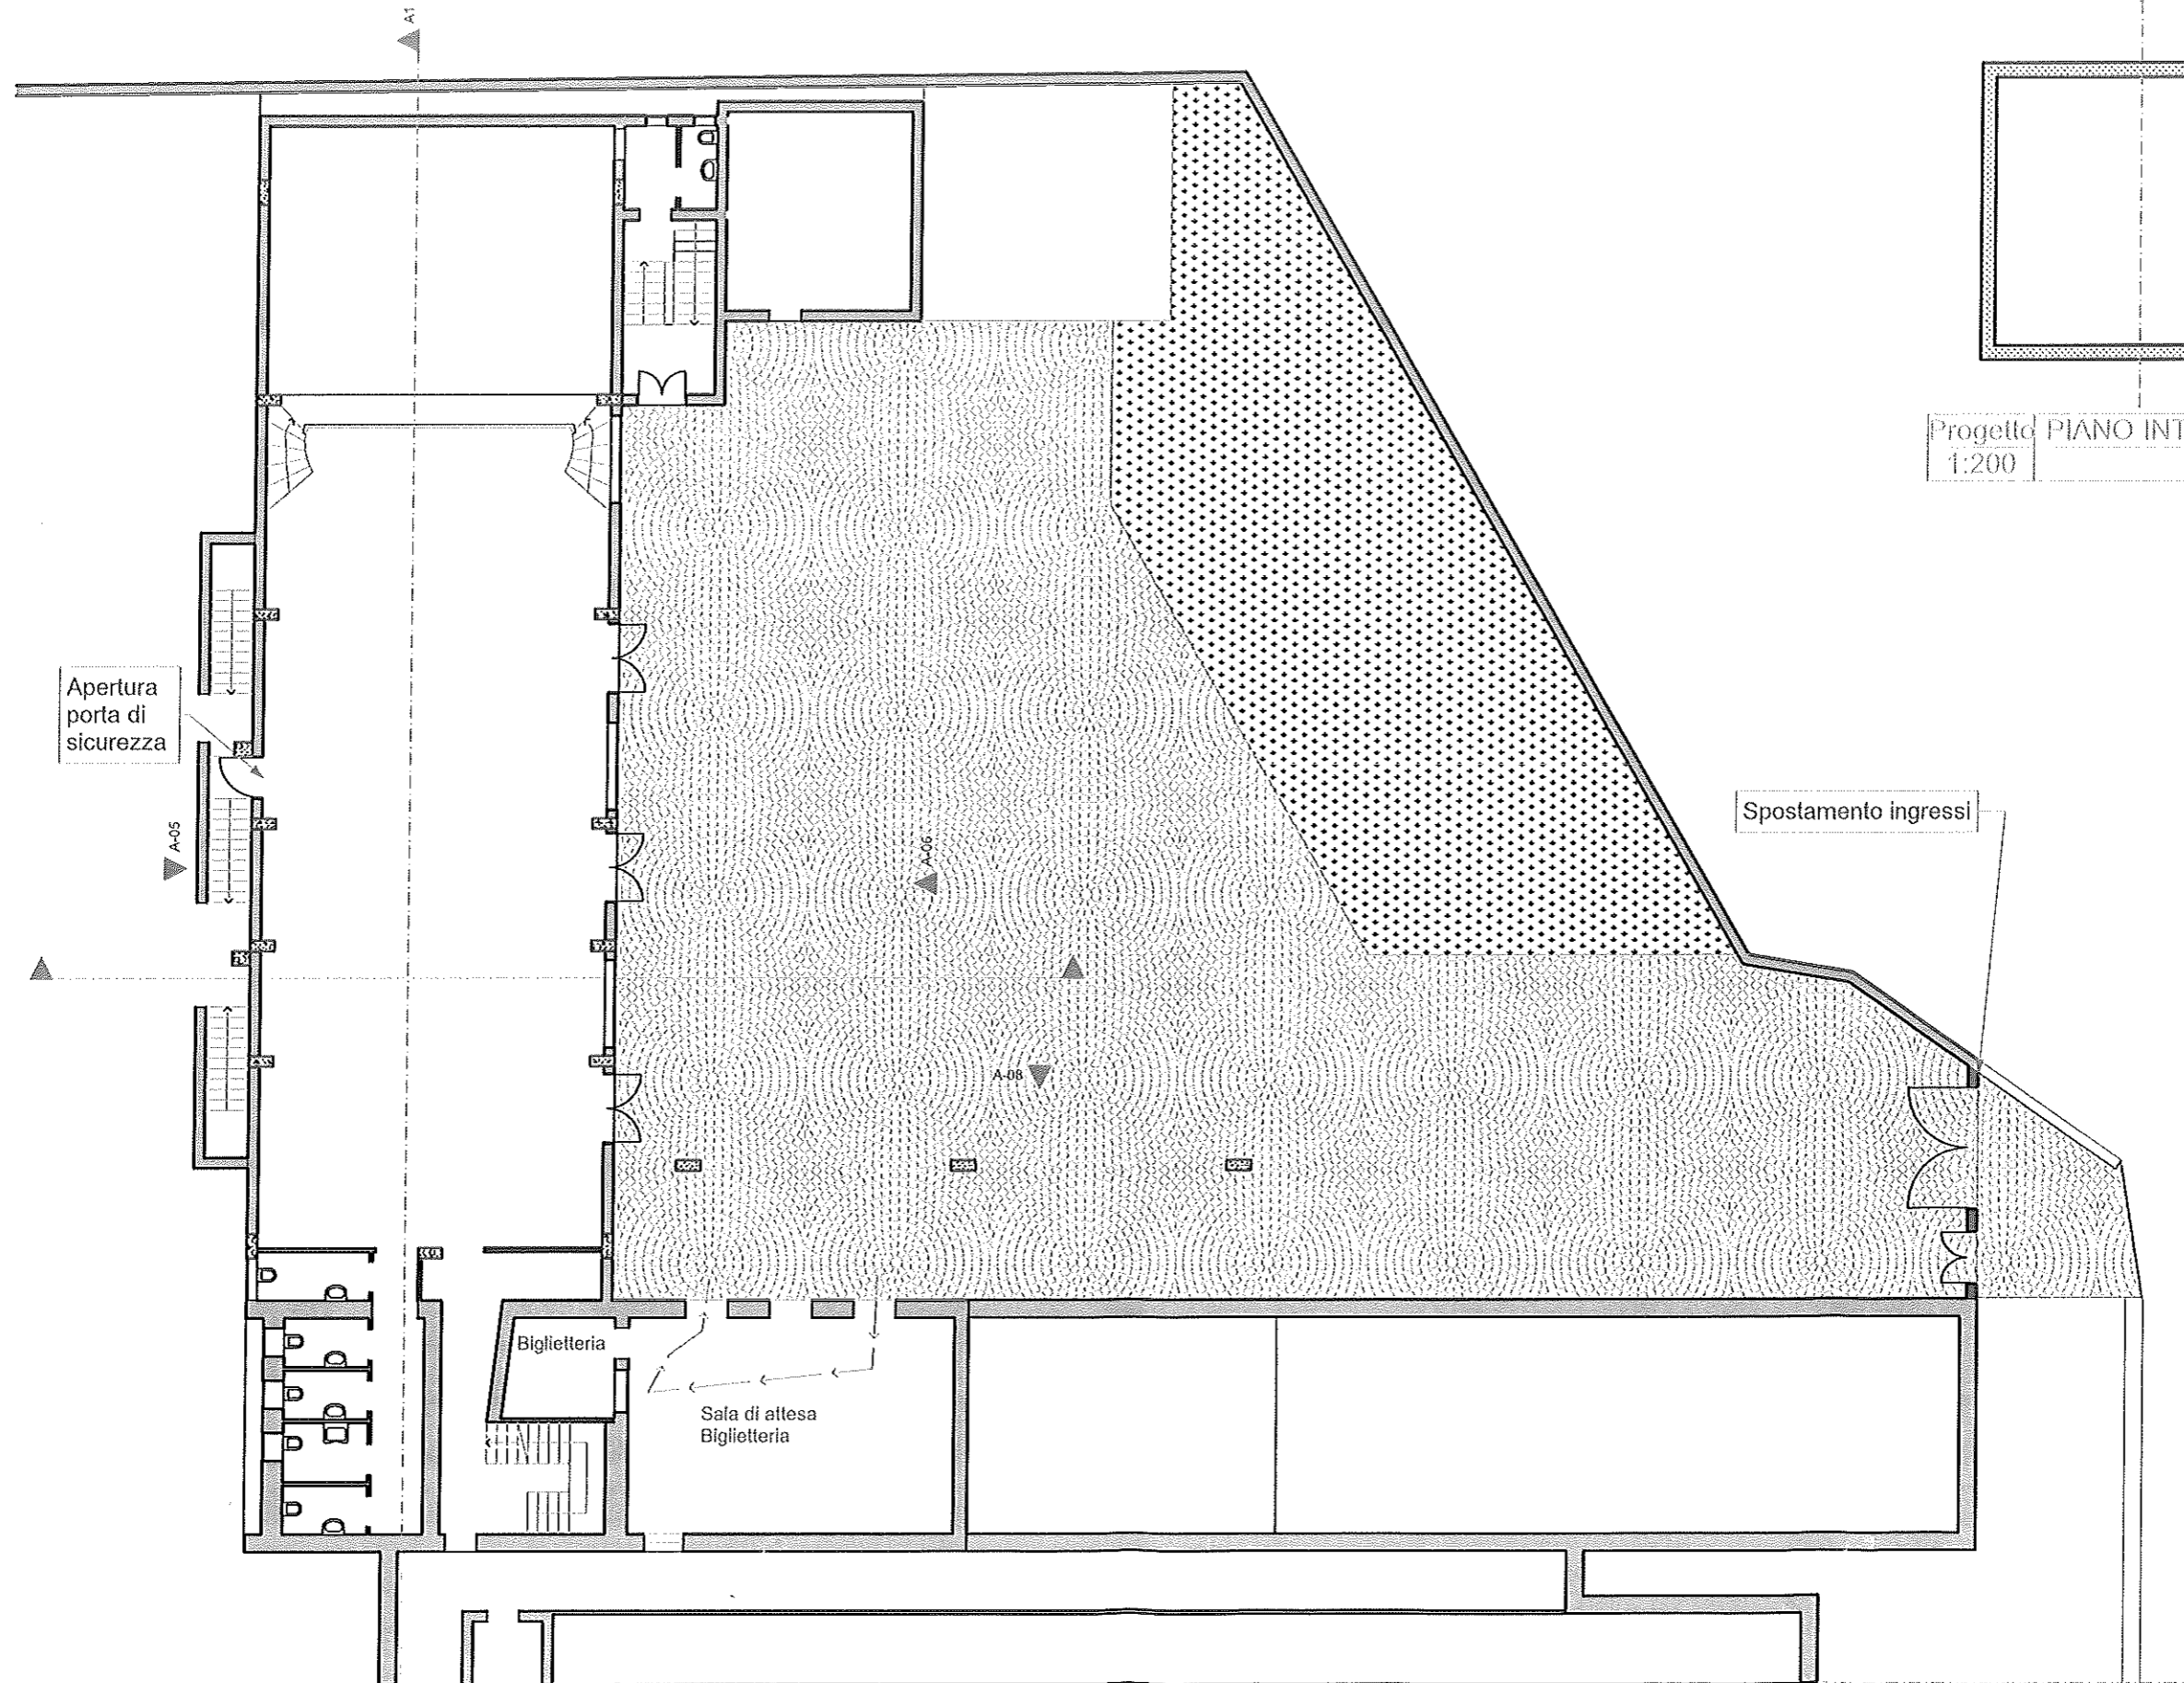 A1
Progetto PIANO INT
1:200
Apertura
porta di
sicurezza
Spostamento ingressi
A-05
A-06
A-08
Biglietteria
Sala di attesa
Biglietteria